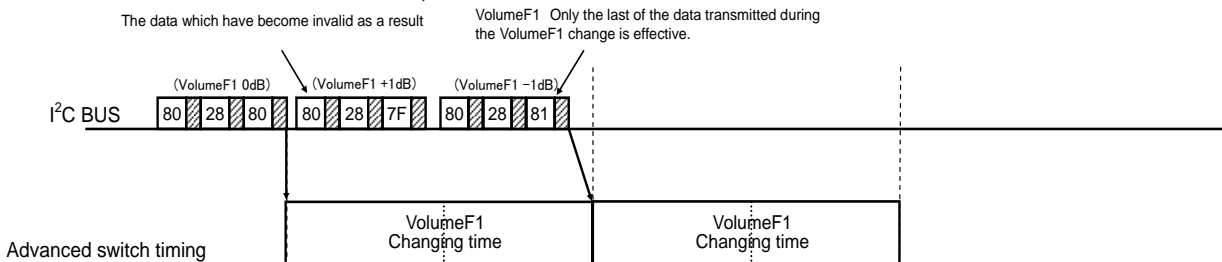 The data which have become invalid as a result
VolumeF1 Only the last of the data transmitted during
the VolumeF1 change is effective.
(VolumeF1 0dB) (VolumeF1 +1dB) (VolumeF1 −1dB)
I²C BUS 80 28 80 80 28 7F 80 28 81
VolumeF1
Changing time
VolumeF1
Changing time
Advanced switch timing